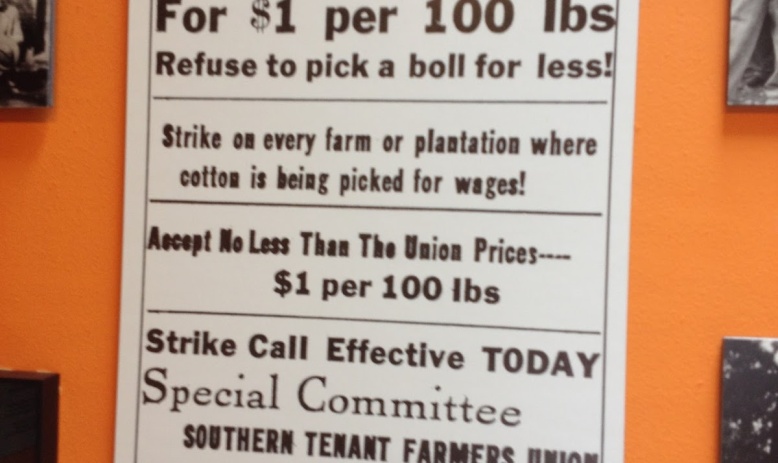 For $1 per 100 lbs
Refuse to pick a boll for less!
Strike on every farm or plantation where
cotton is being picked for wages!
Accept No Less Than The Union Prices----
$1 per 100 lbs
Strike Call Effective TODAY
Special Committee
SOUTHERN TENANT FARMERS UNION